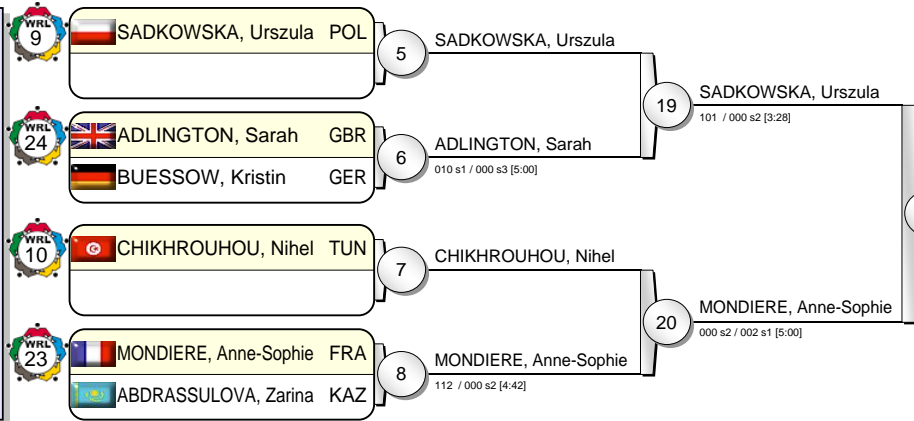 WRL
9
SADKOWSKA, Urszula POL
5
SADKOWSKA, Urszula
19
SADKOWSKA, Urszula
101 / 000 s2 [3:28]
WRL
24
ADLINGTON, Sarah GBR
BUESSOW, Kristin GER
6
ADLINGTON, Sarah
010 s1 / 000 s3 [5:00]
WRL
10
CHIKHROUHOU, Nihel TUN
7
CHIKHROUHOU, Nihel
20
MONDIERE, Anne-Sophie
000 s2 / 002 s1 [5:00]
WRL
23
MONDIERE, Anne-Sophie FRA
ABDRASSULOVA, Zarina KAZ
8
MONDIERE, Anne-Sophie
112 / 000 s2 [4:42]